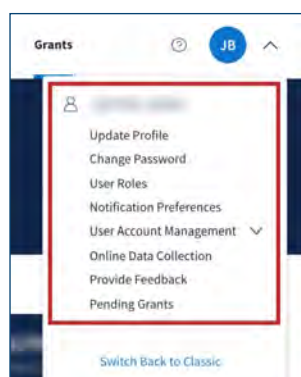 Grants ? JB
Update Profile
Change Password
User Roles
Notification Preferences
User Account Management
Online Data Collection
Provide Feedback
Pending Grants
Switch Back to Classic